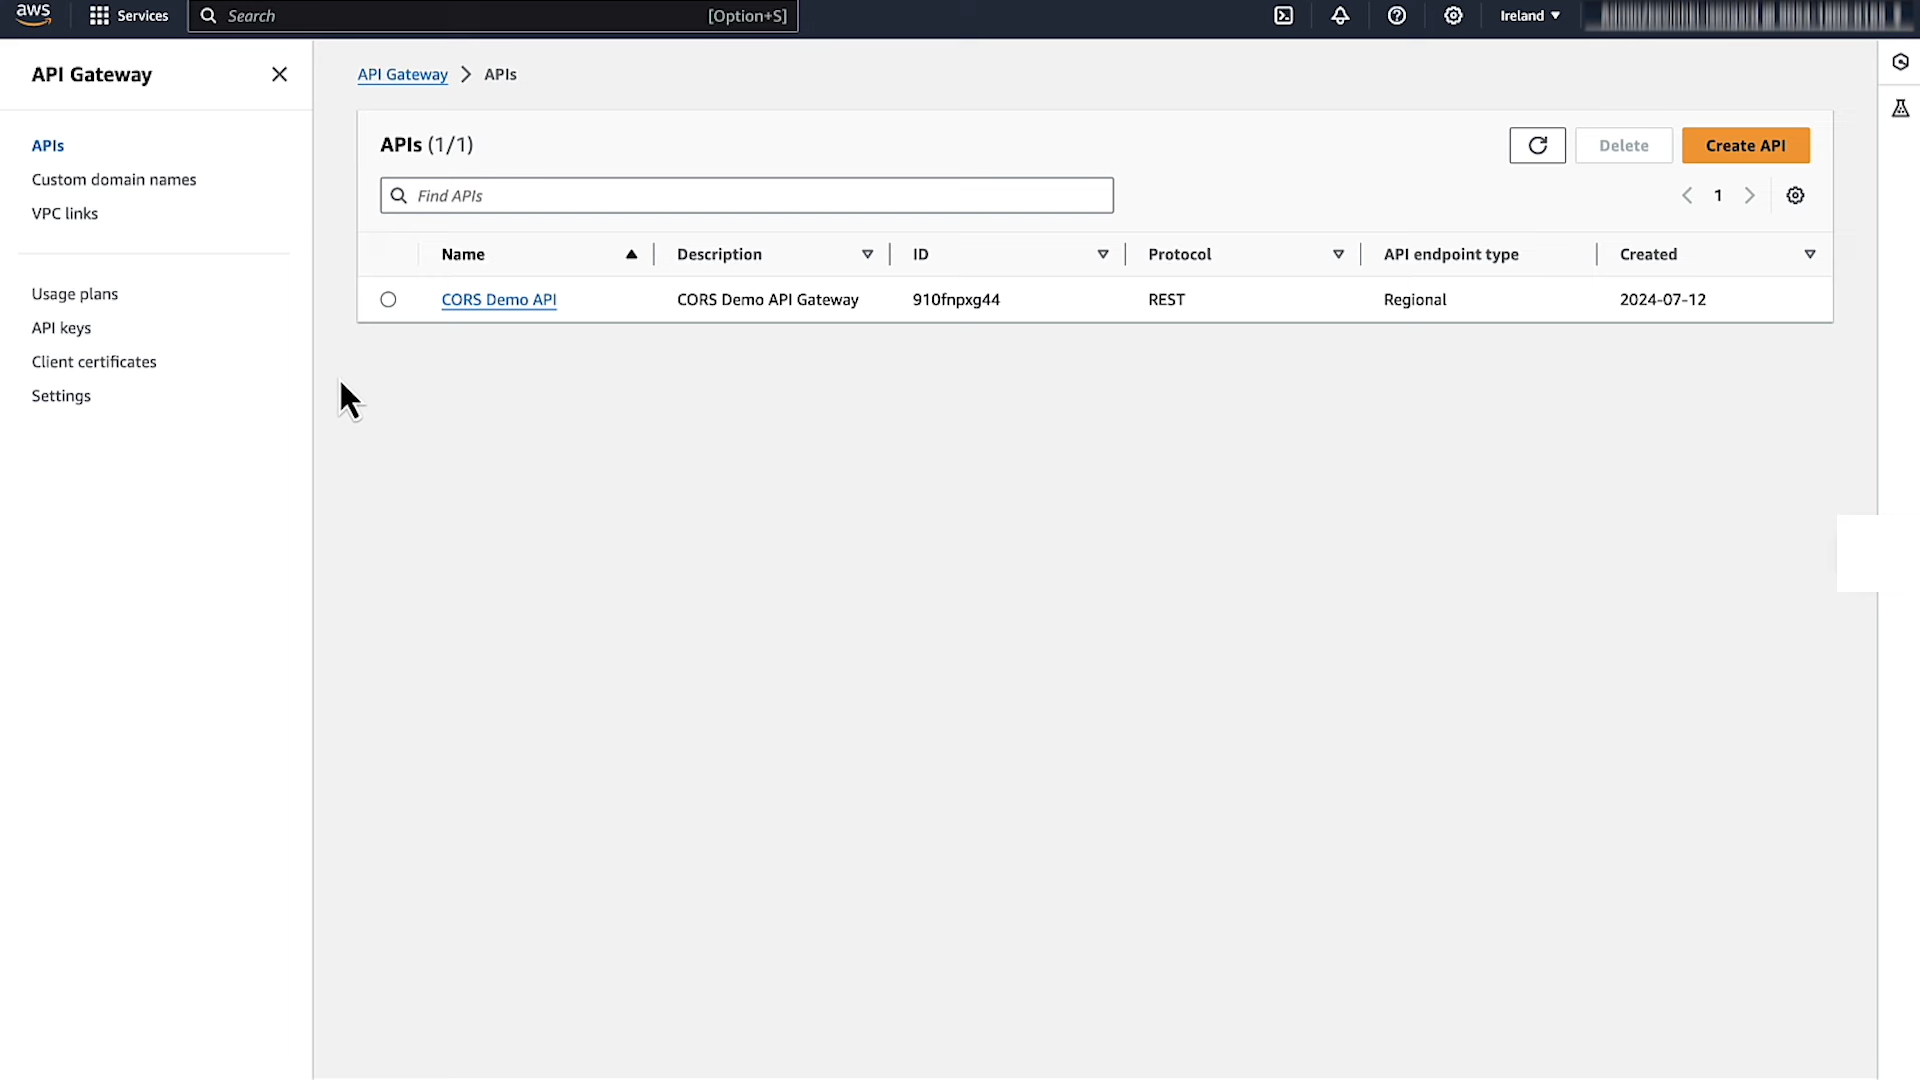 aws
Services
Search
[Option+S]
Ireland
API Gateway
APIs
Custom domain names
VPC links
Usage plans
API keys
Client certificates
Settings
API Gateway > APIs
APIs (1/1)
Delete
Create API
Find APIs
1
Name Description ID Protocol API endpoint type Created
CORS Demo API CORS Demo API Gateway 910fnpxg44 REST Regional 2024-07-12